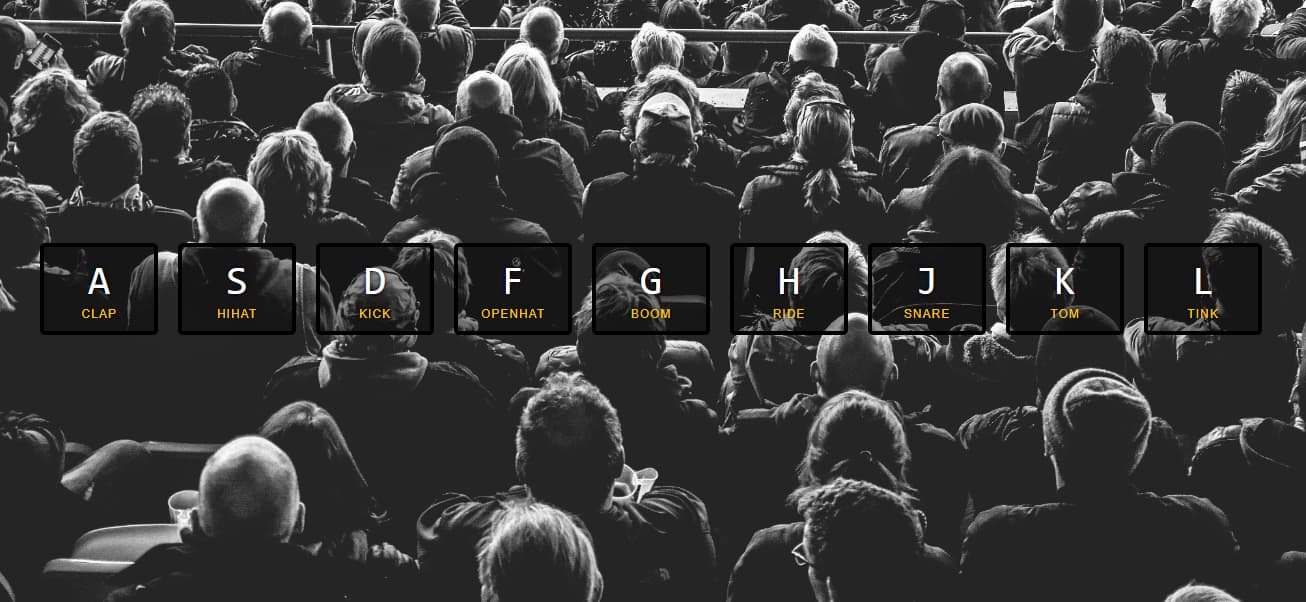 A S D F G H J K L
CLAP HIHAT KICK OPENHAT BOOM RIDE SNARE TOM TINK